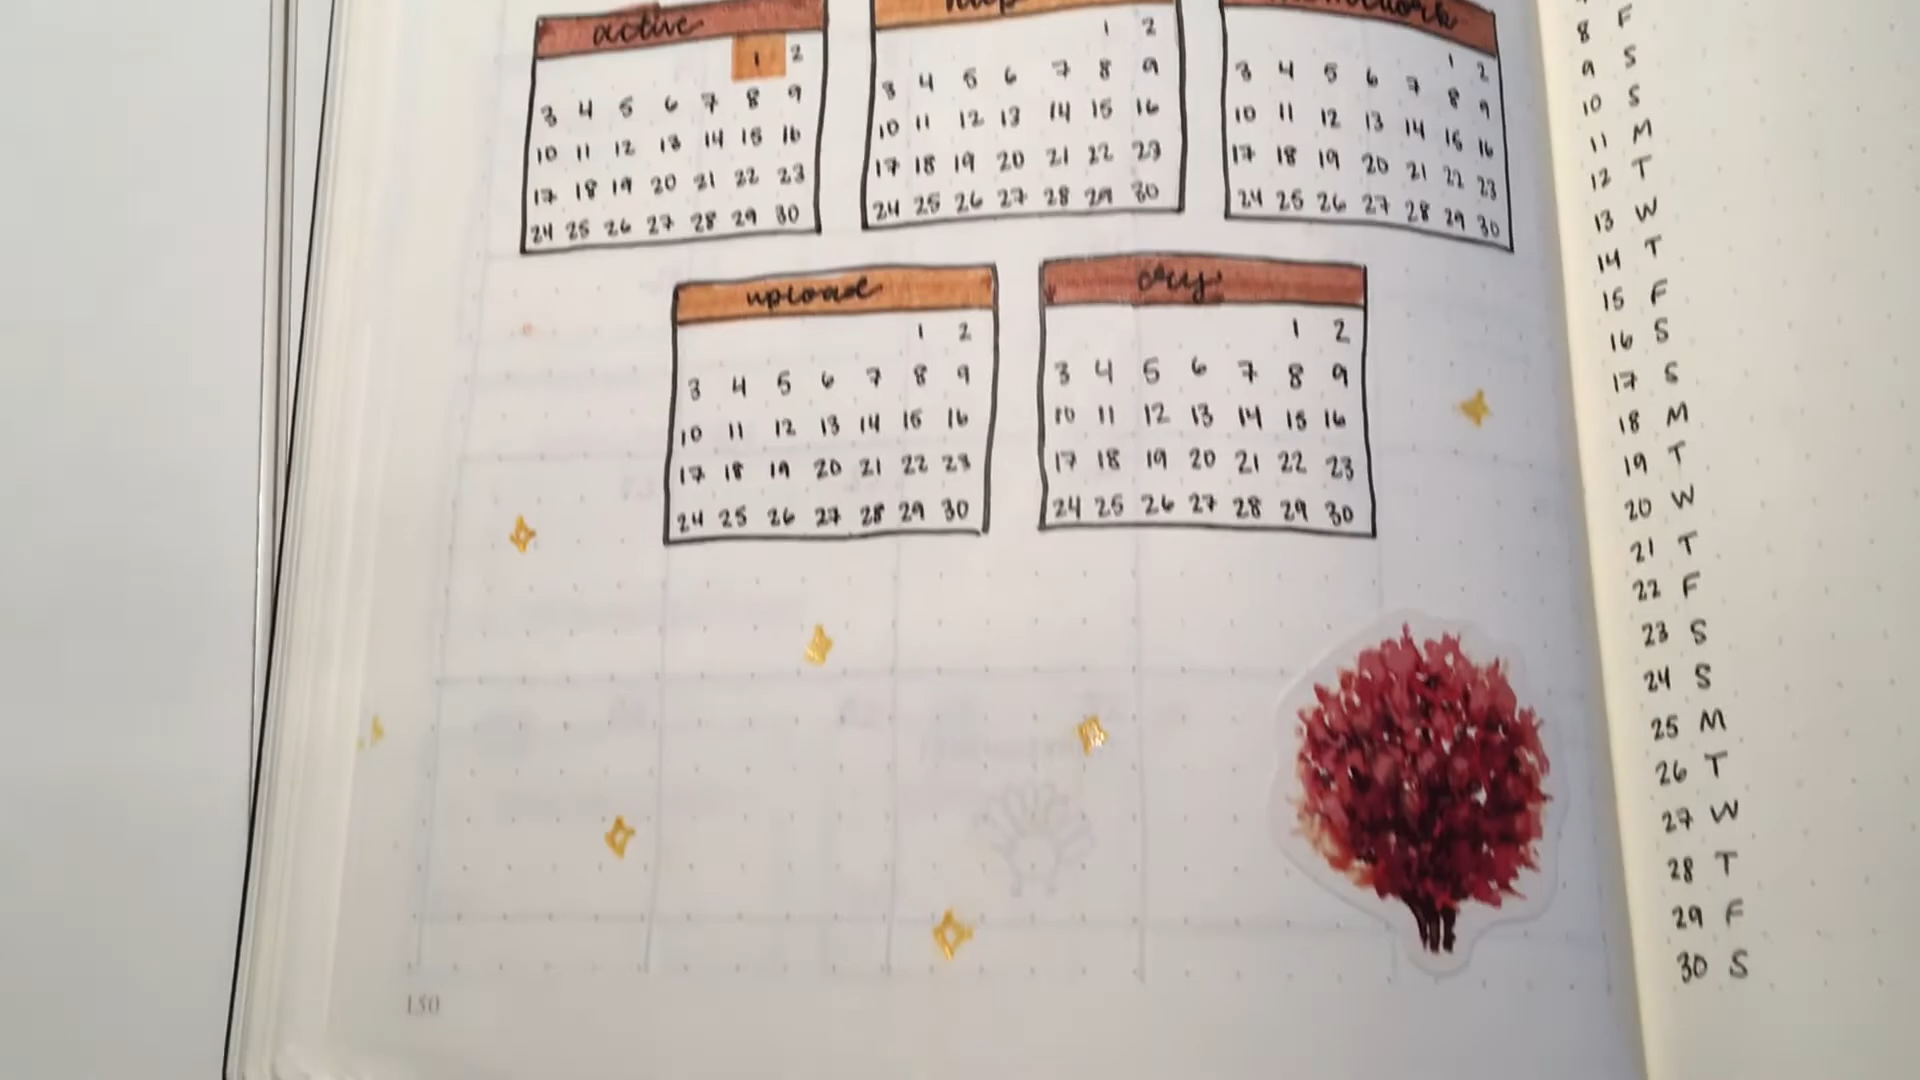 active
1 2
3 4 5 6 7 8 9
10 11 12 13 14 15 16
17 18 19 20 21 22 23
24 25 26 27 28 29 30
1 2
3 4 5 6 7 8 9
10 11 12 13 14 15 16
17 18 19 20 21 22 23
24 25 26 27 28 29 30
1 2
3 4 5 6 7 8 9
10 11 12 13 14 15 16
17 18 19 20 21 22 23
24 25 26 27 28 29 30
upload
1 2
3 4 5 6 7 8 9
10 11 12 13 14 15 16
17 18 19 20 21 22 23
24 25 26 27 28 29 30
cry
1 2
3 4 5 6 7 8 9
10 11 12 13 14 15 16
17 18 19 20 21 22 23
24 25 26 27 28 29 30
150
8 F
9 S
10 S
11 M
12 T
13 W
14 T
15 F
16 S
17 S
18 M
19 T
20 W
21 T
22 F
23 S
24 S
25 M
26 T
27 W
28 T
29 F
30 S